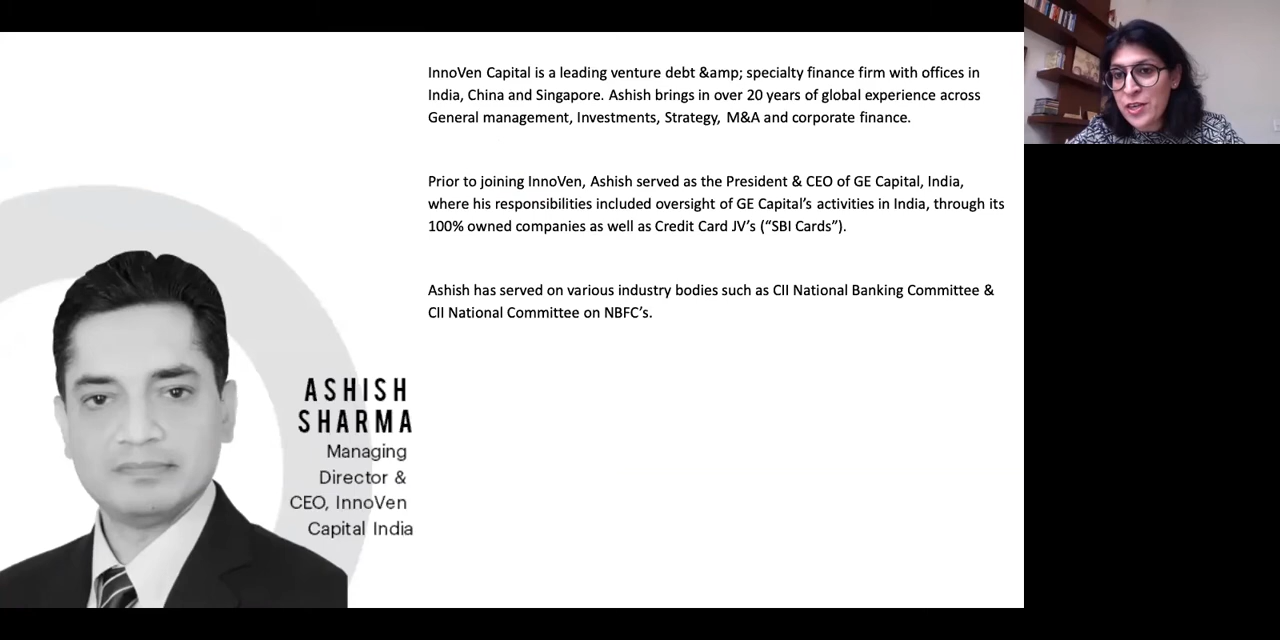 InnoVen Capital is a leading venture debt &amp; specialty finance firm with offices in
India, China and Singapore. Ashish brings in over 20 years of global experience across
General management, Investments, Strategy, M&A and corporate finance.
Prior to joining InnoVen, Ashish served as the President & CEO of GE Capital, India,
where his responsibilities included oversight of GE Capital’s activities in India, through its
100% owned companies as well as Credit Card JV’s (“SBI Cards”).
Ashish has served on various industry bodies such as CII National Banking Committee &
CII National Committee on NBFC’s.
ASHISH
SHARMA
Managing
Director &
CEO, InnoVen
Capital India